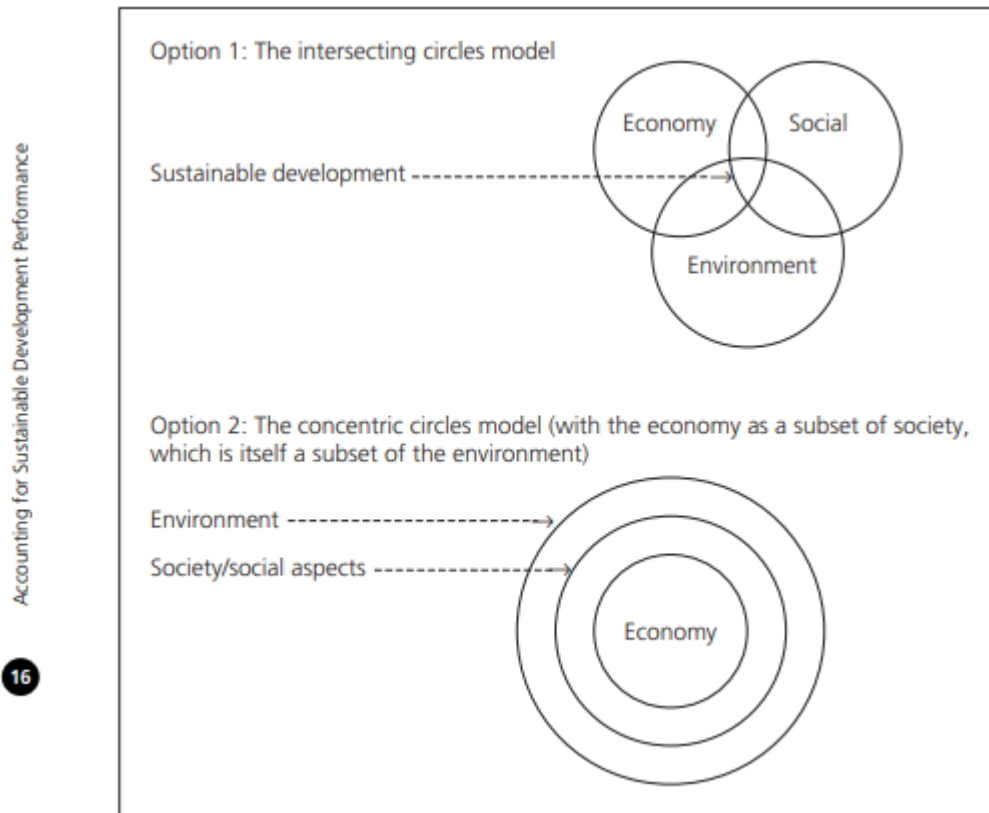 Accounting for Sustainable Development Performance
16
Option 1: The intersecting circles model
Economy
Social
Sustainable development
Environment
Option 2: The concentric circles model (with the economy as a subset of society,
which is itself a subset of the environment)
Environment
Society/social aspects
Economy